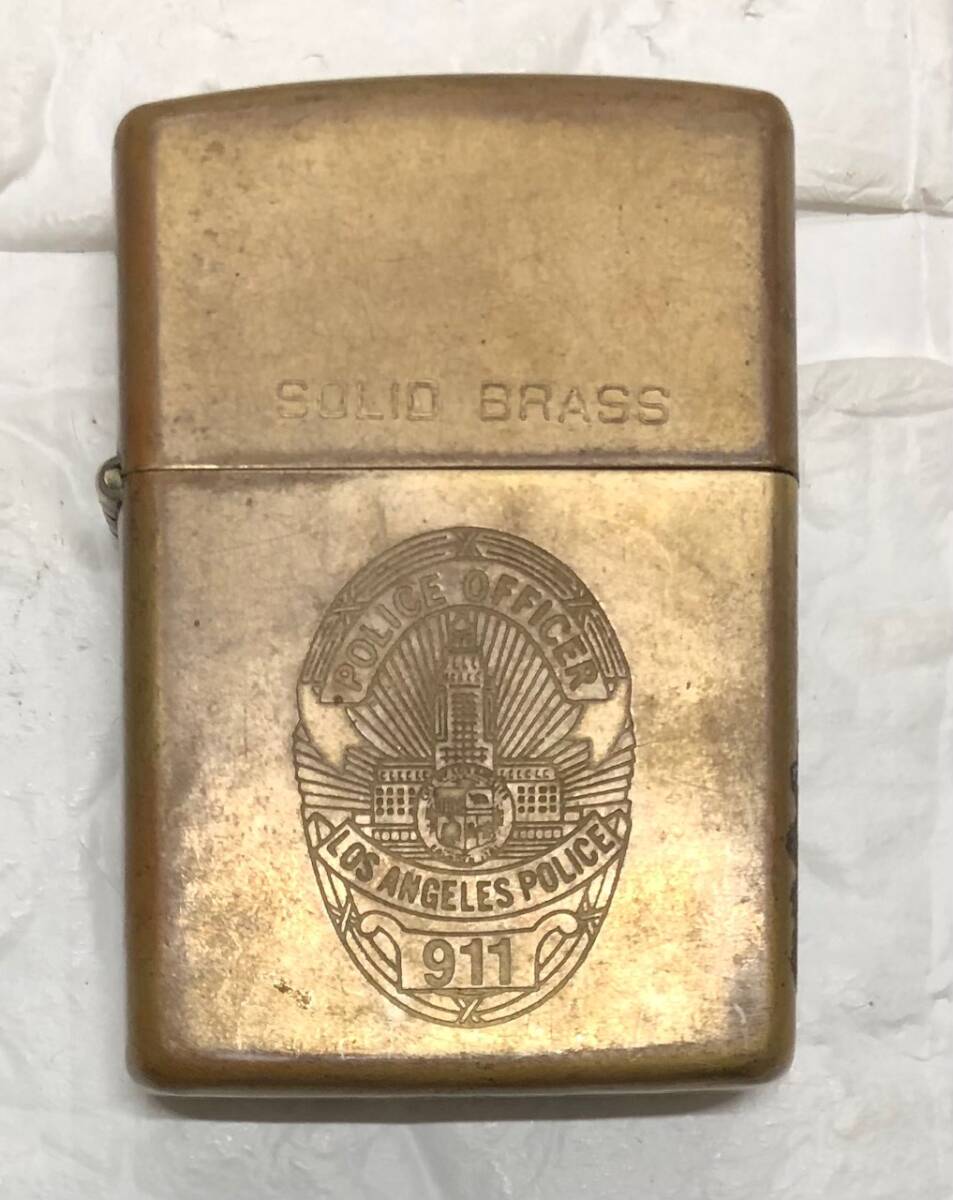 SOLID BRASS
POLICE OFFICER
LOS ANGELES POLICE
911